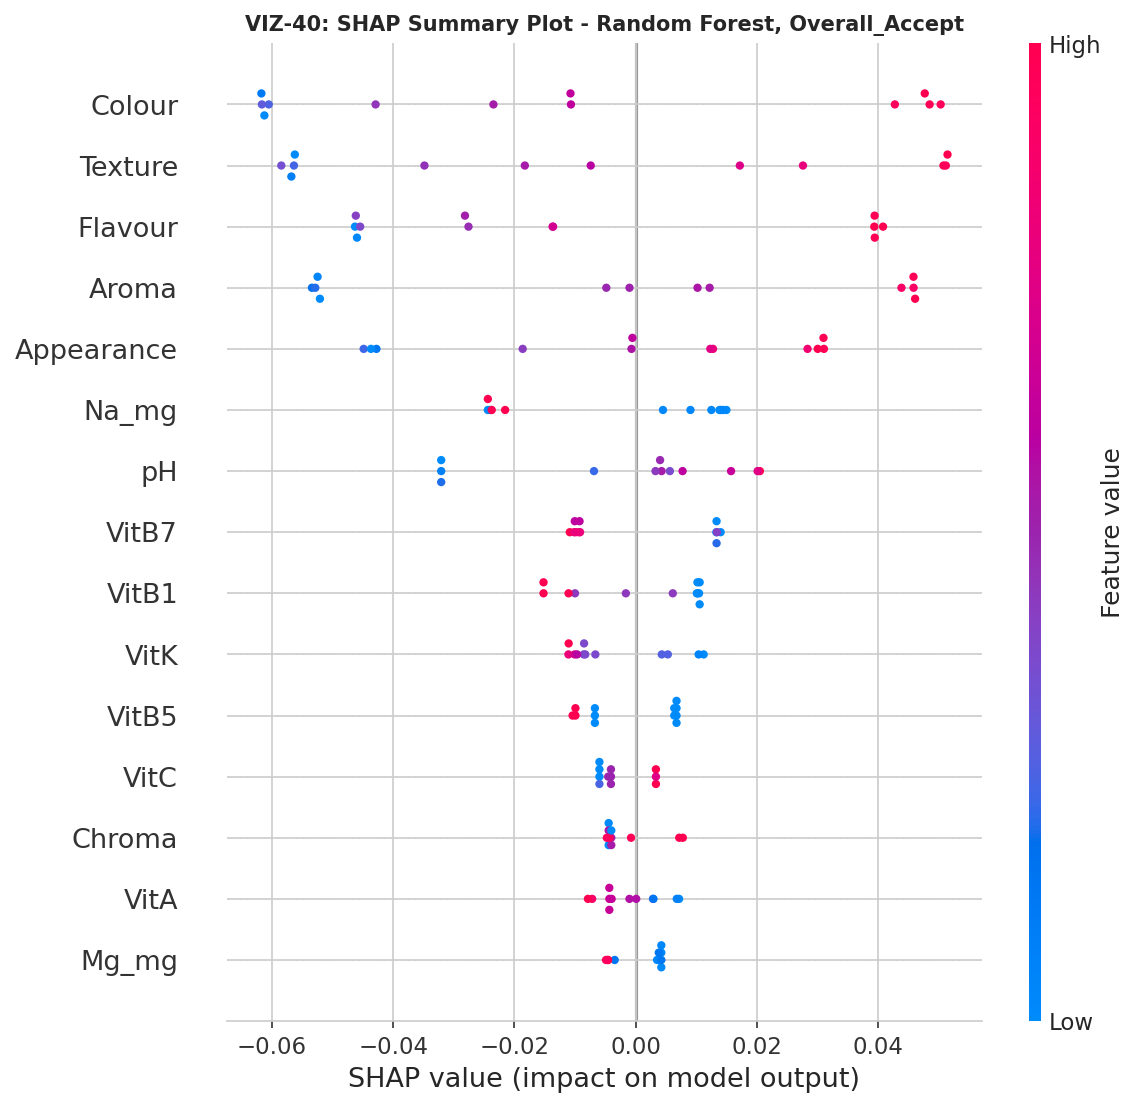 VIZ-40: SHAP Summary Plot - Random Forest, Overall_Accept
High
Colour
Texture
Flavour
Aroma
Appearance
Na_mg
pH
VitB7
VitB1
VitK
VitB5
VitC
Chroma
VitA
Mg_mg
Feature value
Low
−0.06 −0.04 −0.02 0.00 0.02 0.04
SHAP value (impact on model output)